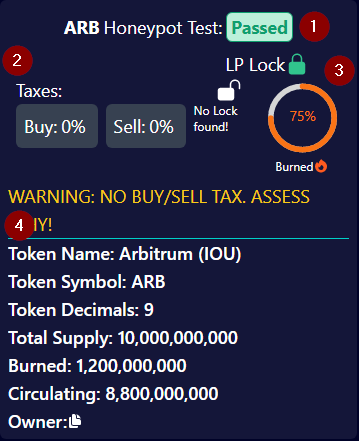 ARB Honeypot Test: Passed 1
2
LP Lock 3
Taxes:
Buy: 0% Sell: 0%
No Lock
found!
75%
Burned
WARNING: NO BUY/SELL TAX. ASSESS
4
Token Name: Arbitrum (IOU)
Token Symbol: ARB
Token Decimals: 9
Total Supply: 10,000,000,000
Burned: 1,200,000,000
Circulating: 8,800,000,000
Owner: